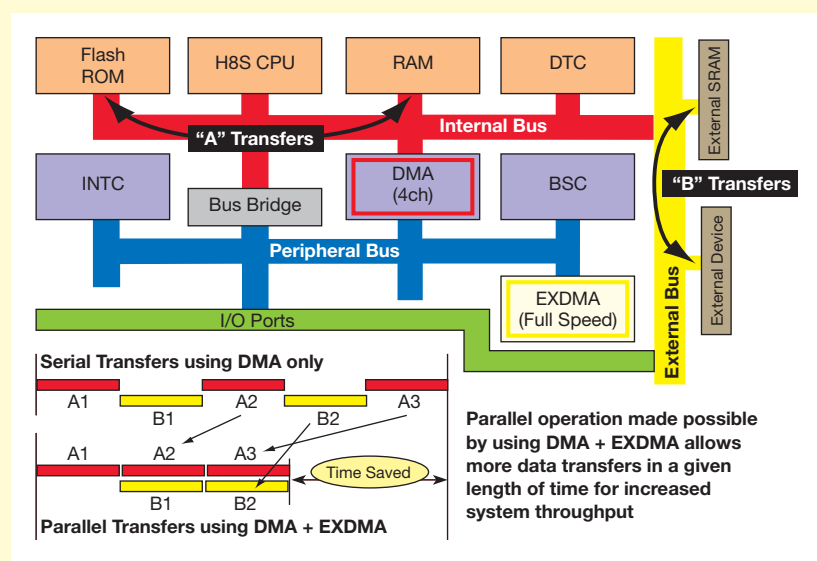 Flash
ROM
H8S CPU
RAM
DTC
External SRAM
Internal Bus
“A” Transfers
INTC
Bus Bridge
DMA
(4ch)
BSC
“B” Transfers
Peripheral Bus
EXDMA
(Full Speed)
External Device
External Bus
I/O Ports
Serial Transfers using DMA only
A1
A2
A3
B1
B2
A1
A2
A3
Time Saved
B1
B2
Parallel Transfers using DMA + EXDMA
Parallel operation made possible
by using DMA + EXDMA allows
more data transfers in a given
length of time for increased
system throughput